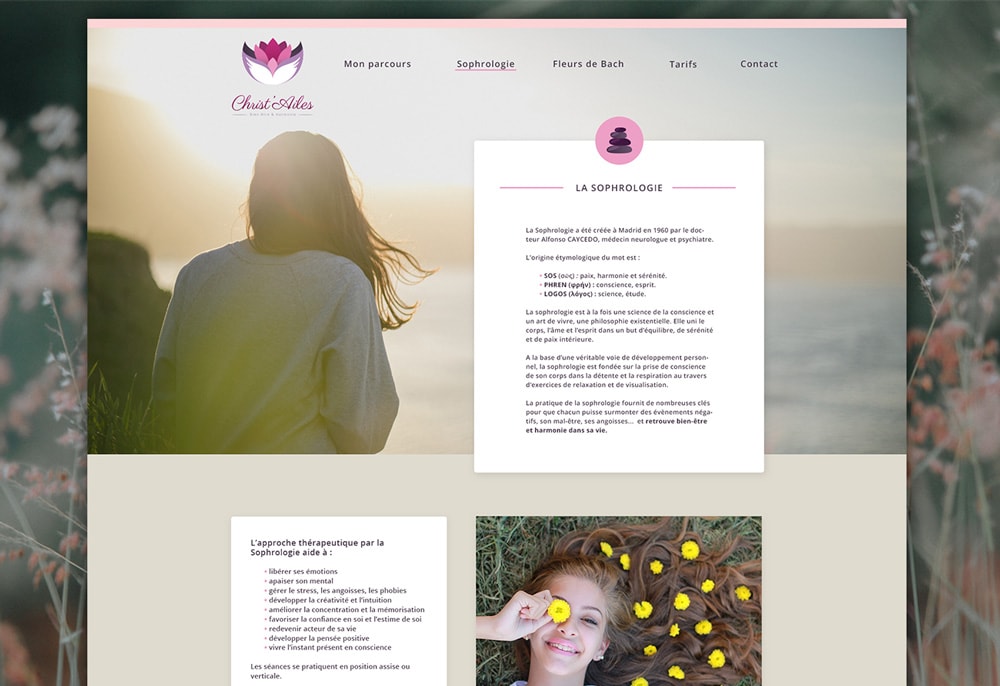 Christ'Ailes
Mon parcours
Sophrologie
Fleurs de Bach
Tarifs
Contact
LA SOPHROLOGIE
La Sophrologie a été créée à Madrid en 1960 par le doc-
teur Alfonso CAYCEDO, médecin neurologue et psychiatre.
L'origine étymologique du mot est :
• SOS (σως) : paix, harmonie et sérénité.
• PHREN (φρήν) : conscience, esprit.
• LOGOS (λόγος) : science, étude.
La sophrologie est à la fois une science de la conscience et
un art de vivre, une philosophie existentielle. Elle uni le
corps, l'âme et l'esprit dans un but d'équilibre, de sérénité
et de paix intérieure.
A la base d'une véritable voie de développement person-
nel, la sophrologie est fondée sur la prise de conscience
de son corps dans la détente et la respiration au travers
d'exercices de relaxation et de visualisation.
La pratique de la sophrologie fournit de nombreuses clés
pour que chacun puisse surmonter des évènements néga-
tifs, son mal-être, ses angoisses... et retrouve bien-être
et harmonie dans sa vie.
L'approche thérapeutique par la
Sophrologie aide à :
• libérer ses émotions
• apaiser son mental
• gérer le stress, les angoisses, les phobies
• développer la créativité et l'intuition
• améliorer la concentration et la mémorisation
• favoriser la confiance en soi et l'estime de soi
• redevenir acteur de sa vie
• développer la pensée positive
• vivre l'instant présent en conscience
Les séances se pratiquent en position assise ou
verticale.